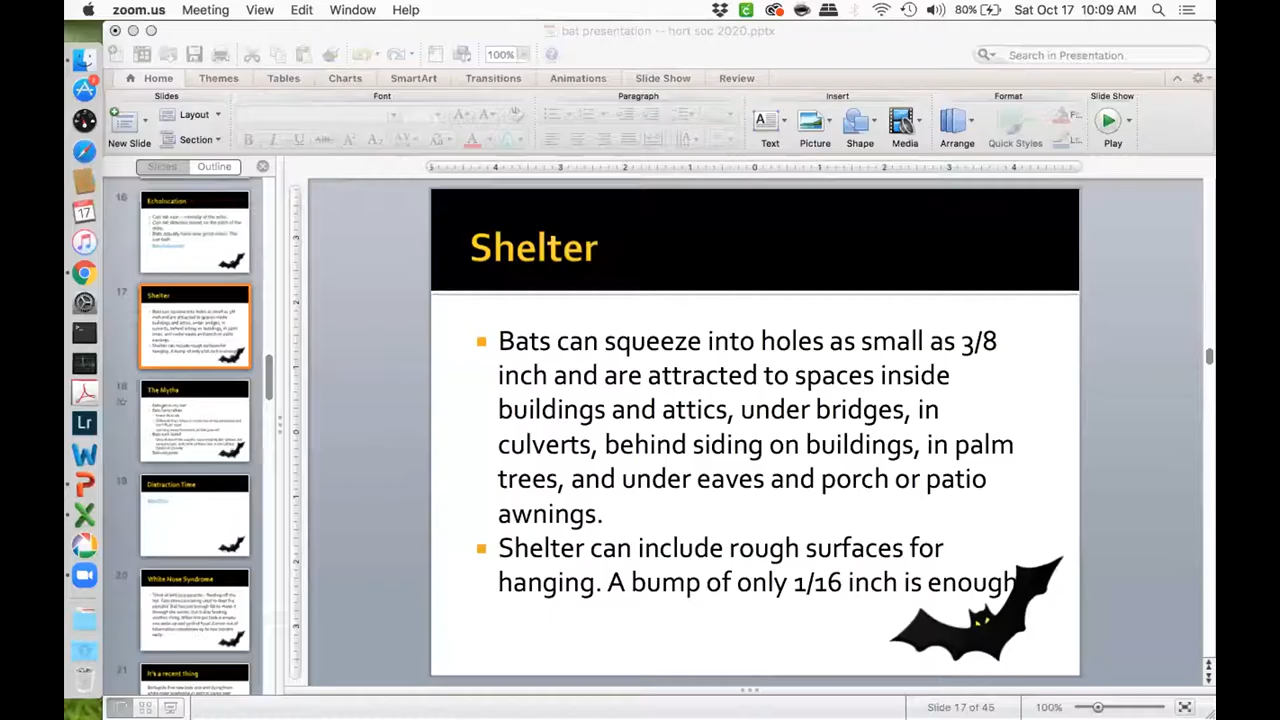 zoom.us Meeting View Edit Window Help 80% Sat Oct 17 10:09 AM
bat presentation -- hort soc 2020.pptx
100% Search in Presentation
Home Themes Tables Charts SmartArt Transitions Animations Slide Show Review
Slides Font Paragraph Insert Format Slide Show
Layout
Section
New Slide Text Picture Shape Media Arrange Quick Styles Play
Slides Outline
16 Echolocation
17 Shelter
18 The Myths
19 Distraction Time
20 White Nose Syndrome
21 It's a recent thing
Shelter
Bats can squeeze into holes as small as 3/8
inch and are attracted to spaces inside
buildings and attics, under bridges, in
culverts, behind siding on buildings, in palm
trees, and under eaves and porch or patio
awnings.
Shelter can include rough surfaces for
hanging. A bump of only 1/16 inch is enough
Slide 17 of 45 100%